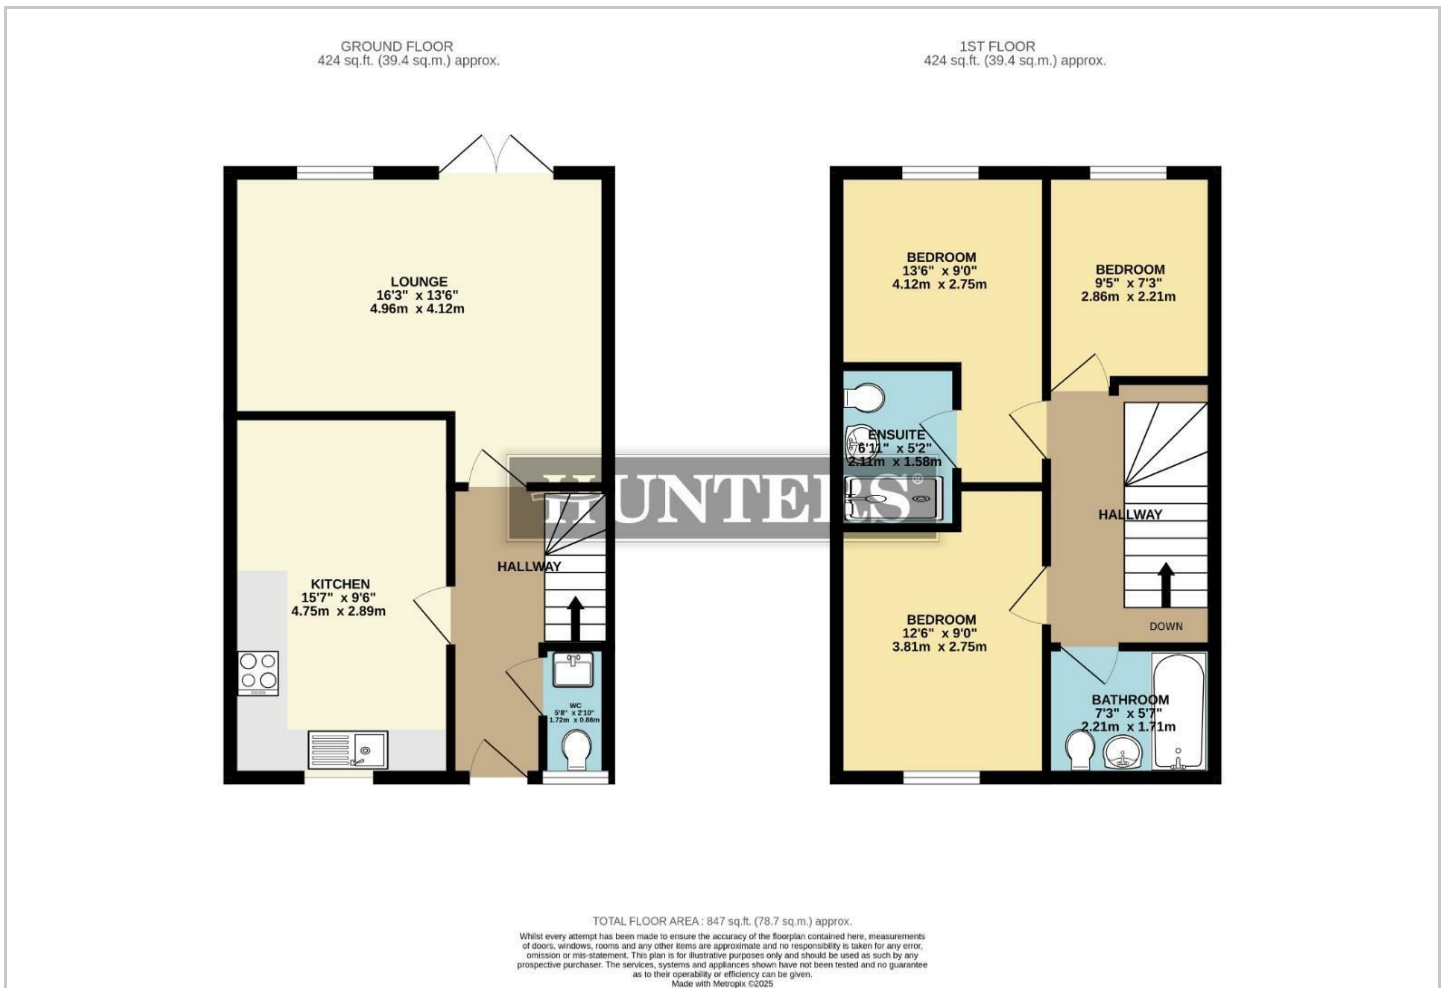 GROUND FLOOR
424 sq.ft. (39.4 sq.m.) approx.
1ST FLOOR
424 sq.ft. (39.4 sq.m.) approx.
LOUNGE
16'3" x 13'6"
4.96m x 4.12m
KITCHEN
15'7" x 9'6"
4.75m x 2.89m
HALLWAY
WC
5'8" x 2'10"
1.72m x 0.86m
BEDROOM
13'6" x 9'0"
4.12m x 2.75m
BEDROOM
9'5" x 7'3"
2.86m x 2.21m
ENSUITE
6'11" x 5'2"
2.11m x 1.58m
HALLWAY
DOWN
BEDROOM
12'6" x 9'0"
3.81m x 2.75m
BATHROOM
7'3" x 5'7"
2.21m x 1.71m
HUNTERS®
TOTAL FLOOR AREA : 847 sq.ft. (78.7 sq.m.) approx.
Whilst every attempt has been made to ensure the accuracy of the floorplan contained here, measurements
of doors, windows, rooms and any other items are approximate and no responsibility is taken for any error,
omission or mis-statement. This plan is for illustrative purposes only and should be used as such by any
prospective purchaser. The services, systems and appliances shown have not been tested and no guarantee
as to their operability or efficiency can be given.
Made with Metropix ©2025